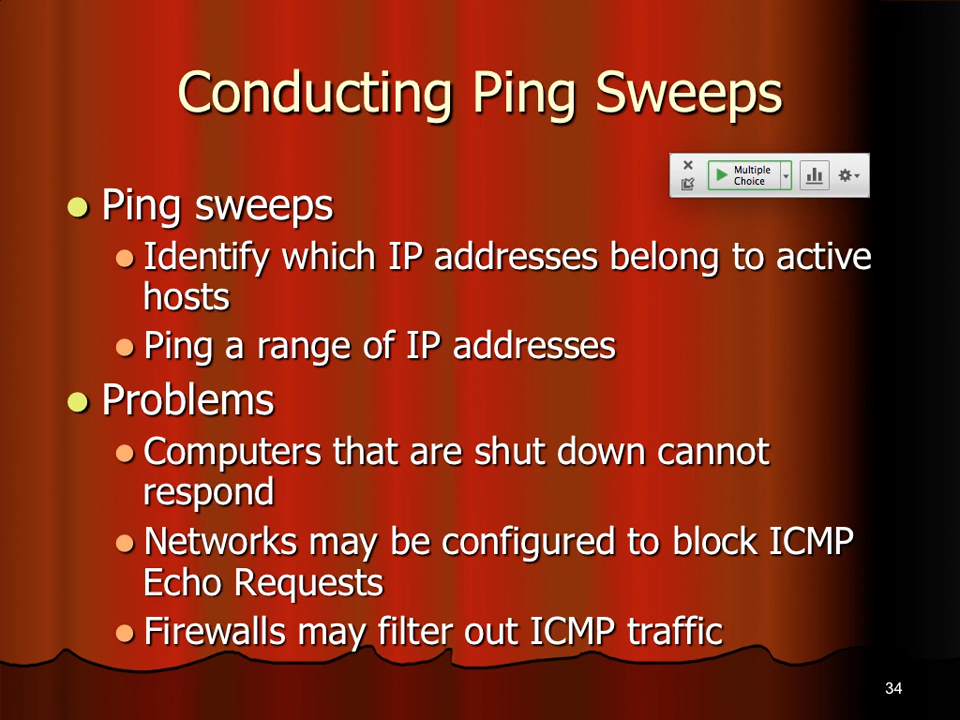 Conducting Ping Sweeps
Multiple
Choice
Ping sweeps
Identify which IP addresses belong to active
hosts
Ping a range of IP addresses
Problems
Computers that are shut down cannot
respond
Networks may be configured to block ICMP
Echo Requests
Firewalls may filter out ICMP traffic
34